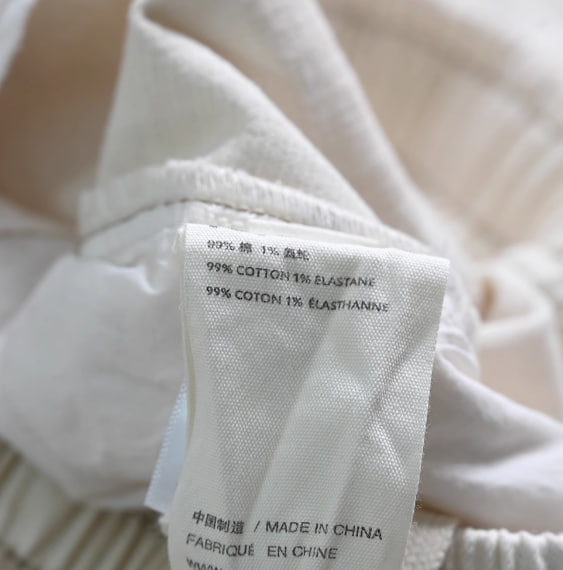 99% 棉 1% 氨纶
99% COTTON 1% ELASTANE
99% COTON 1% ÉLASTHANNE
中国制造 / MADE IN CHINA
FABRIQUÉ EN CHINE